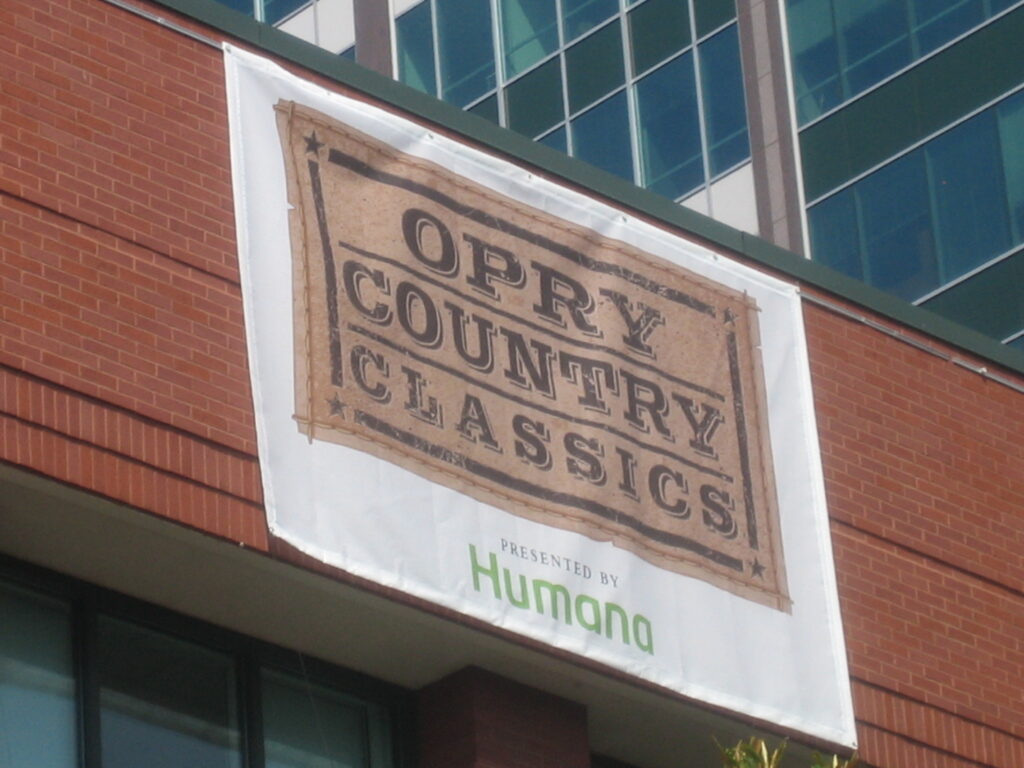 OPRY
COUNTRY
CLASSICS
PRESENTED BY
Humana